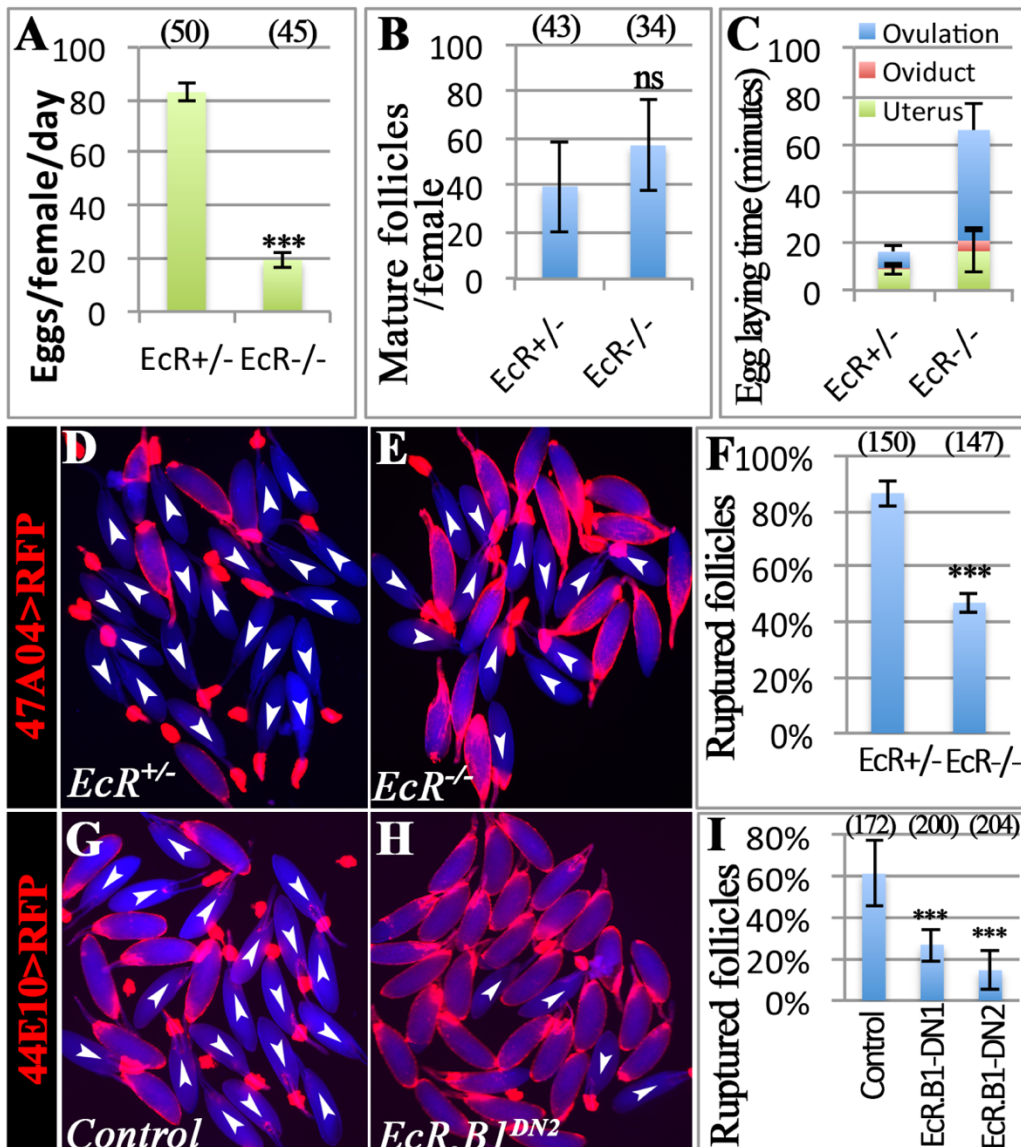 A
(50) (45)
Eggs/female/day
100
80
60
40
20
0
***
EcR+/- EcR-/-
B
(43) (34)
Mature follicles
/female
100
80
60
40
20
0
ns
EcR+/-
EcR-/-
C
Ovulation
Oviduct
Uterus
Egg laying time (minutes)
100
80
60
40
20
0
EcR+/-
EcR-/-
47A04>RFP
D
EcR+/-
E
EcR-/-
F
(150) (147)
Ruptured follicles
100%
80%
60%
40%
20%
0%
***
EcR+/- EcR-/-
44E10>RFP
G
Control
H
EcR.B1DN2
I
(172) (200) (204)
Ruptured follicles
80%
60%
40%
20%
0%
***
***
Control
EcR.B1-DN1
EcR.B1-DN2